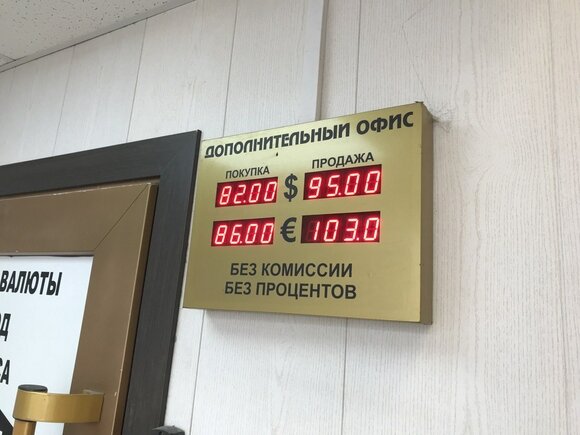 ДОПОЛНИТЕЛЬНЫЙ ОФИС
ПОКУПКА ПРОДАЖА
82.00 $ 95.00
86.00 € 103.0
БЕЗ КОМИССИИ
БЕЗ ПРОЦЕНТОВ
ВАЛЮТЫ